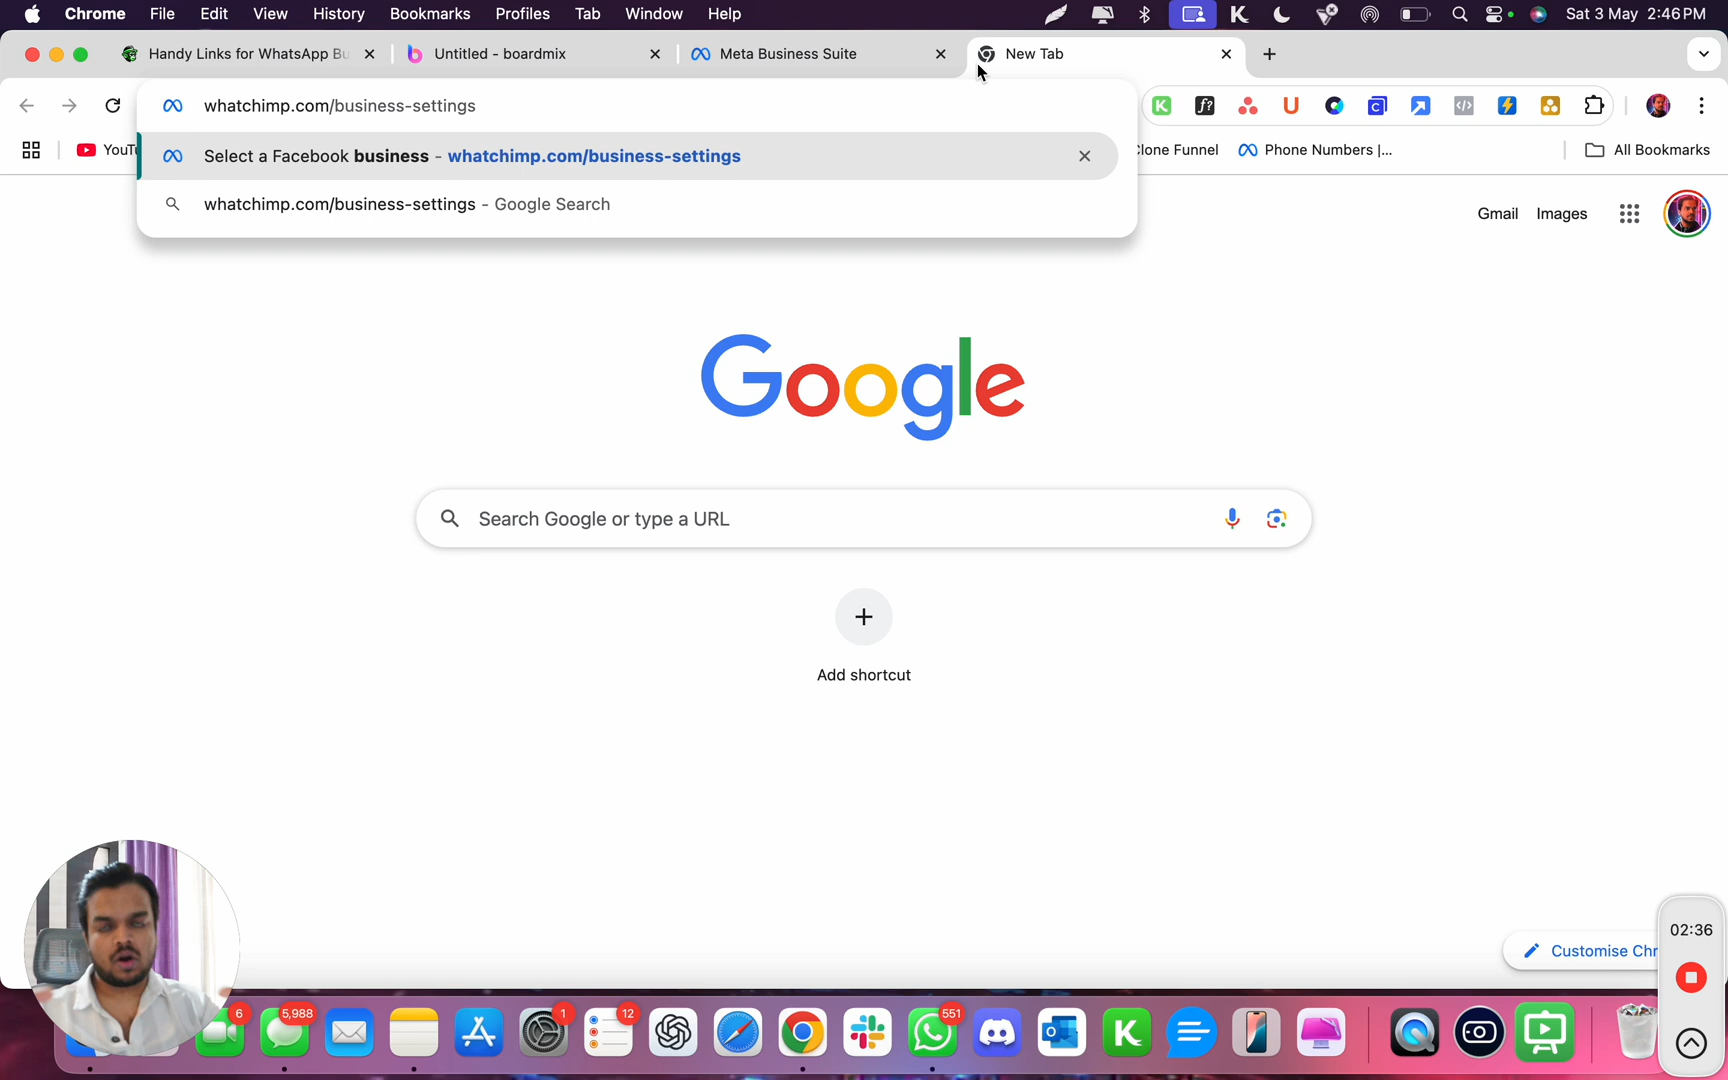 Chrome File Edit View History Bookmarks Profiles Tab Window Help Sat 3 May 2:46 PM
Handy Links for WhatsApp Bu Untitled - boardmix Meta Business Suite New Tab
whatchimp.com/business-settings
YouTu Select a Facebook business - whatchimp.com/business-settings Clone Funnel Phone Numbers |... All Bookmarks
whatchimp.com/business-settings - Google Search
Gmail Images
Google
Search Google or type a URL
Add shortcut
02:36
Customise Chr
6 5,988 1 12 551